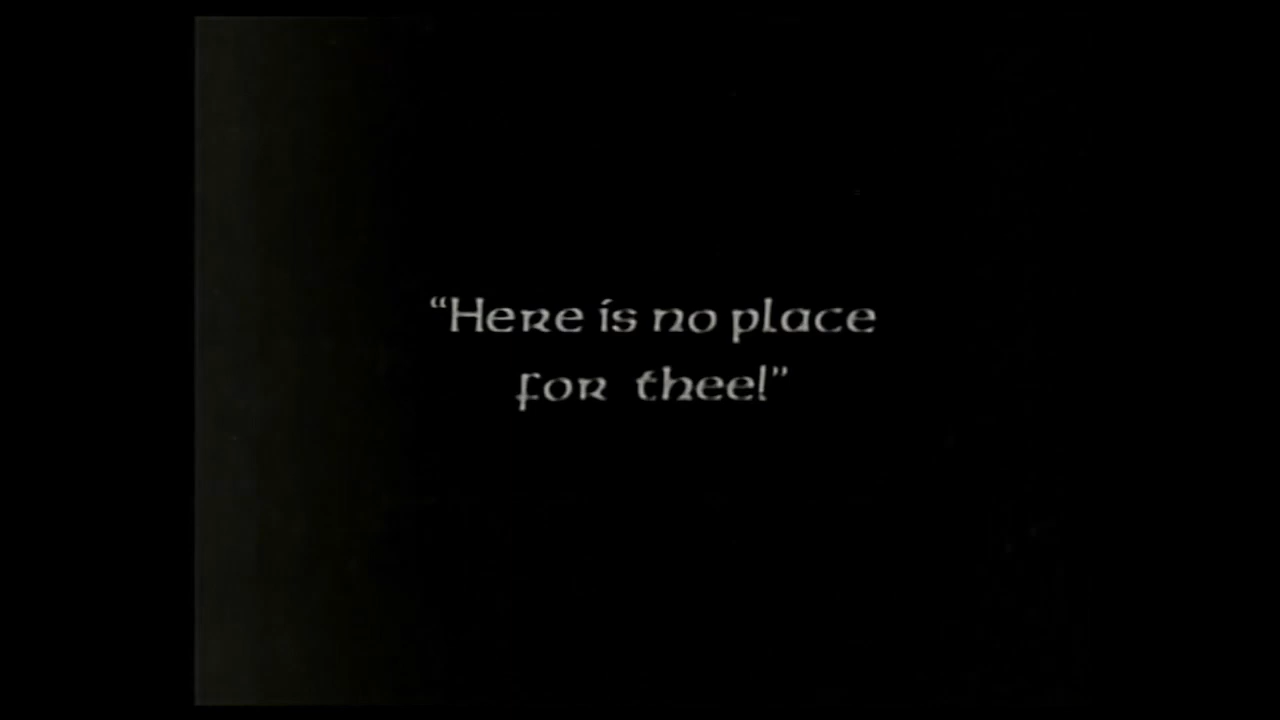 “Here is no place
for thee!”